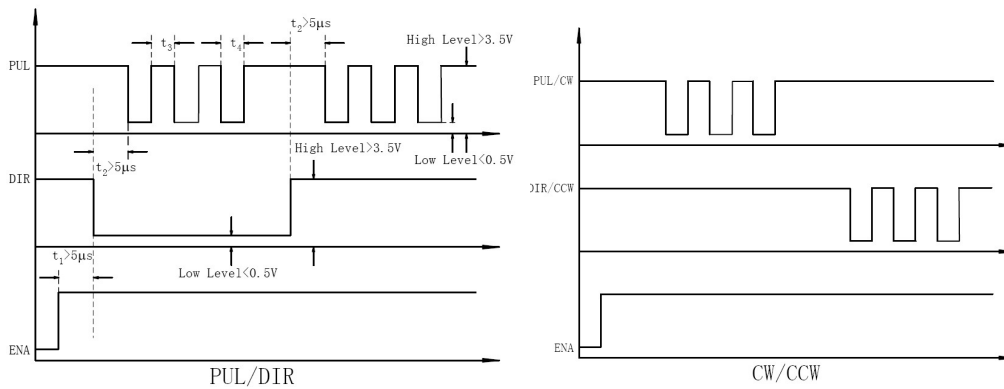 t₂>5μs
t₃
t₄
High Level>3.5V
PUL
Low Level<0.5V
t₂>5μs
High Level>3.5V
DIR
t₁>5μs
Low Level<0.5V
ENA
PUL/DIR
PUL/CW
DIR/CCW
ENA
CW/CCW